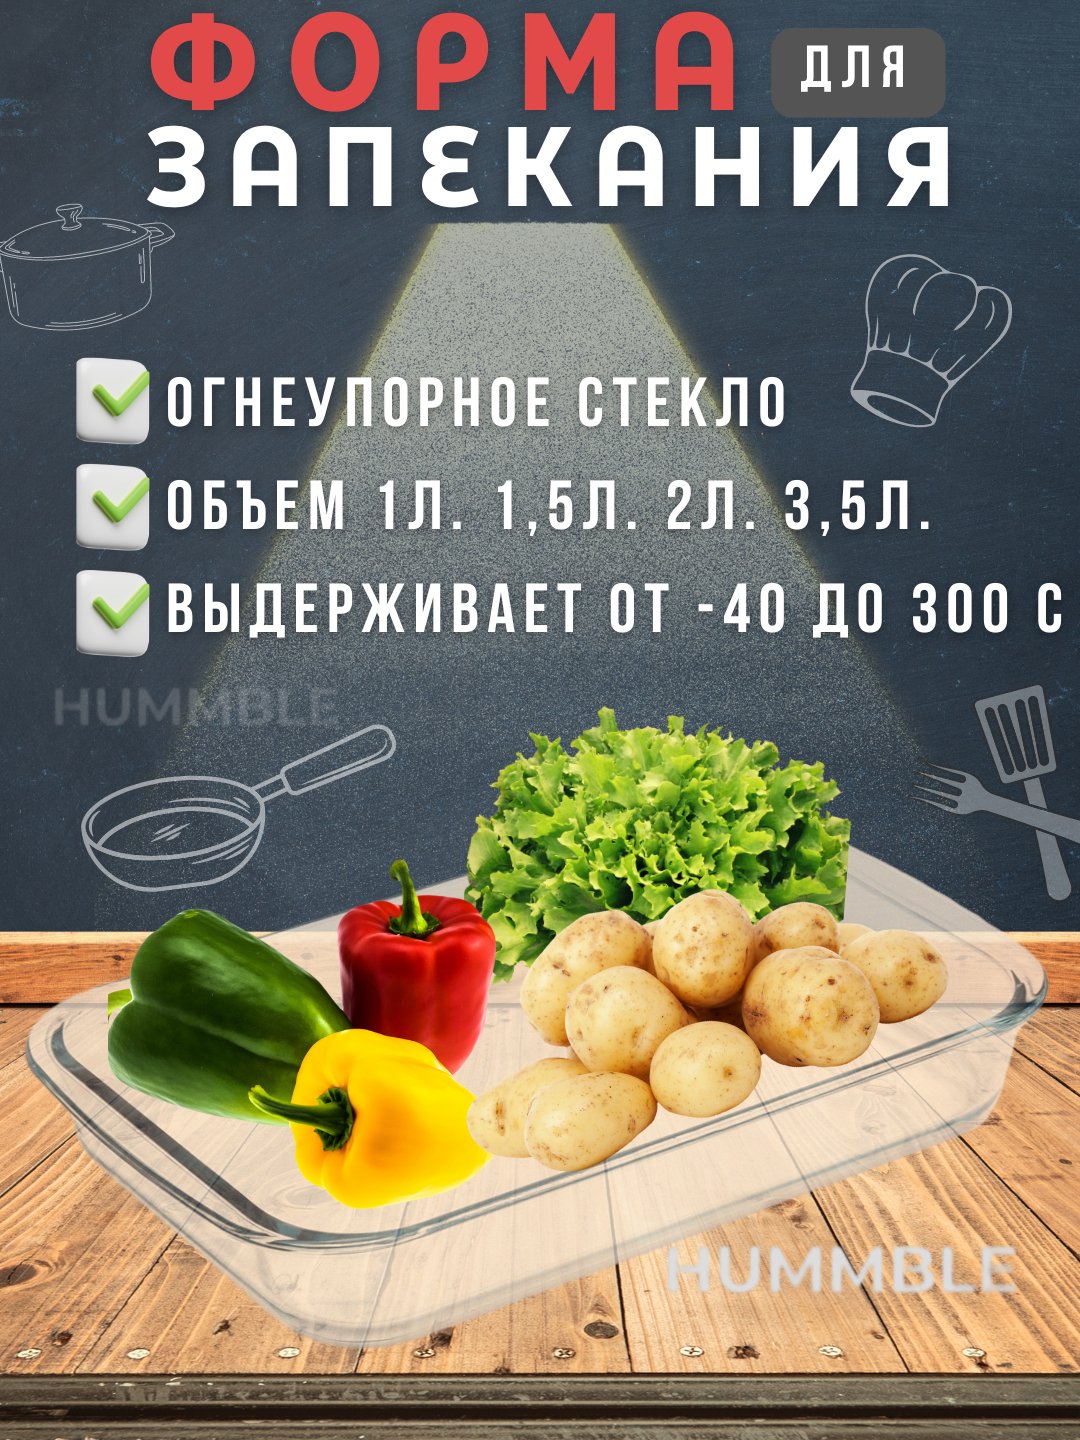 ФОРМА ДЛЯ
ЗАПЕКАНИЯ
ОГНЕУПОРНОЕ СТЕКЛО
ОБЪЕМ 1Л. 1,5Л. 2Л. 3,5Л.
ВЫДЕРЖИВАЕТ ОТ -40 ДО 300 С
HUMMBLE
HUMMBLE